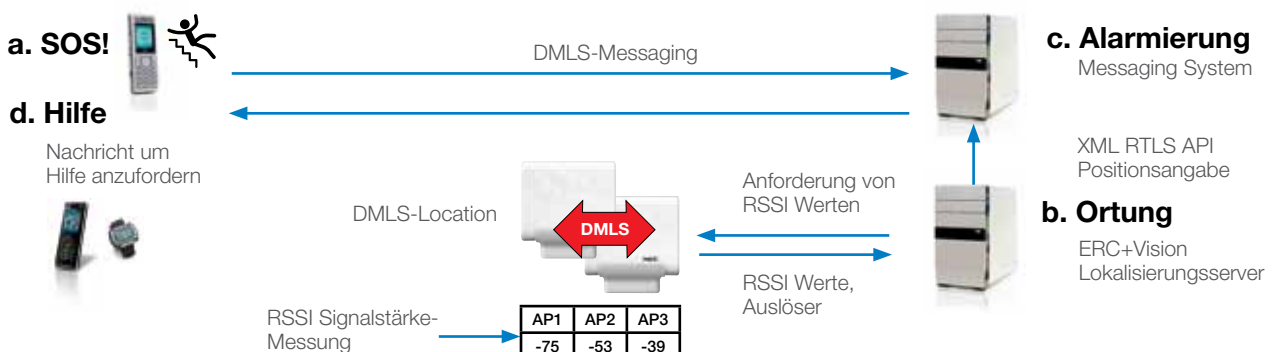 a. SOS!
DMLS-Messaging
c. Alarmierung
Messaging System
d. Hilfe
Nachricht um
Hilfe anzufordern
XML RTLS API
Positionsangabe
DMLS-Location
DMLS
Anforderung von
RSSI Werten
b. Ortung
ERC+Vision
Lokalisierungsserver
RSSI Werte,
Auslöser
RSSI Signalstärke-
Messung
AP1 AP2 AP3
-75 -53 -39